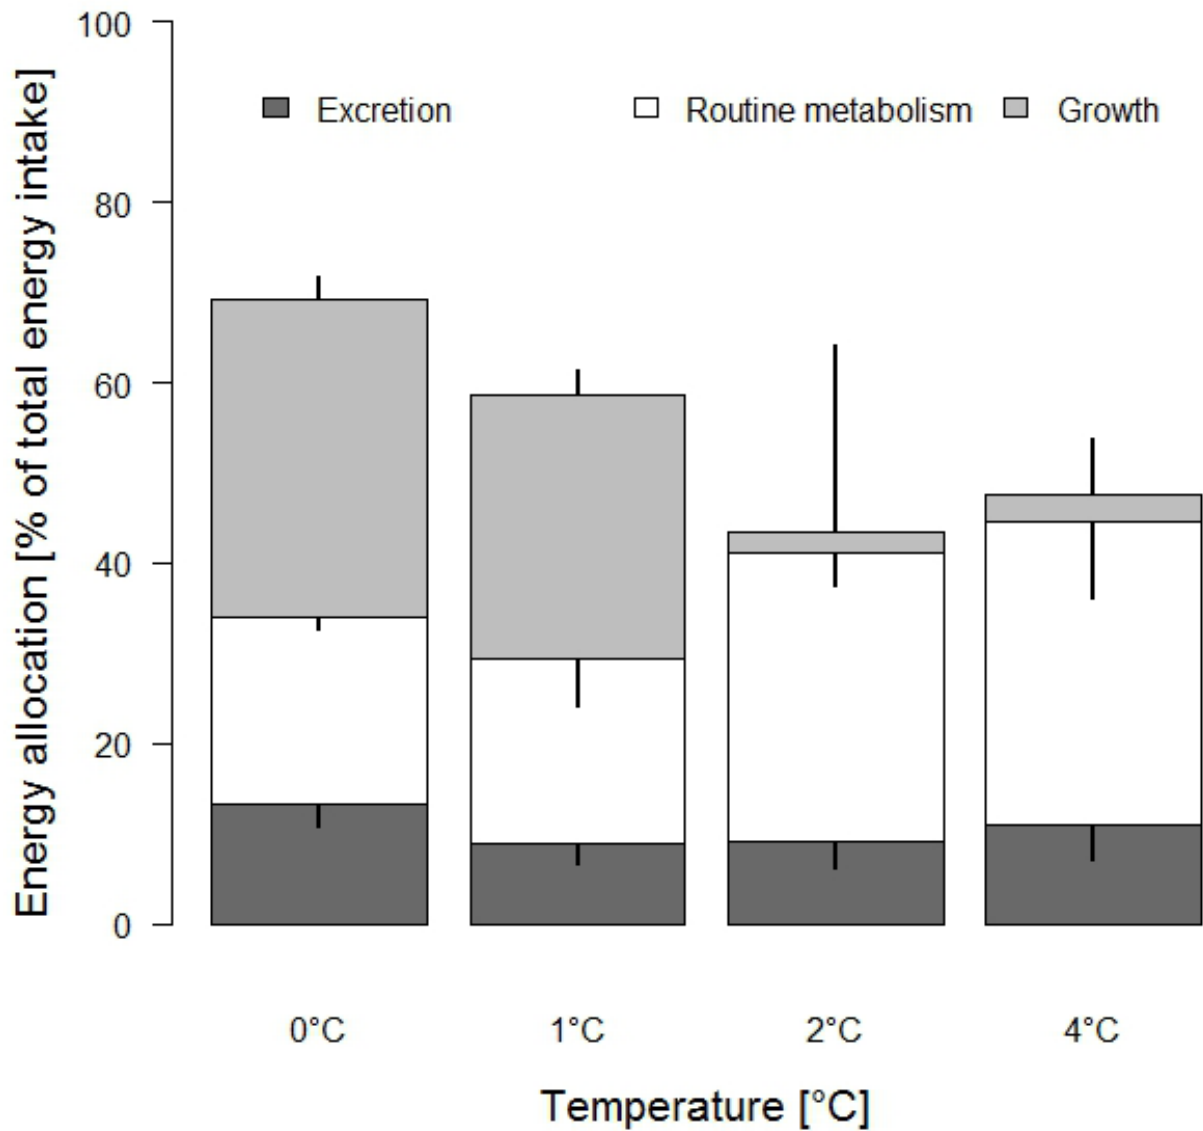 Energy allocation [% of total energy intake]
100
80
60
40
20
0
Excretion Routine metabolism Growth
0°C 1°C 2°C 4°C
Temperature [°C]